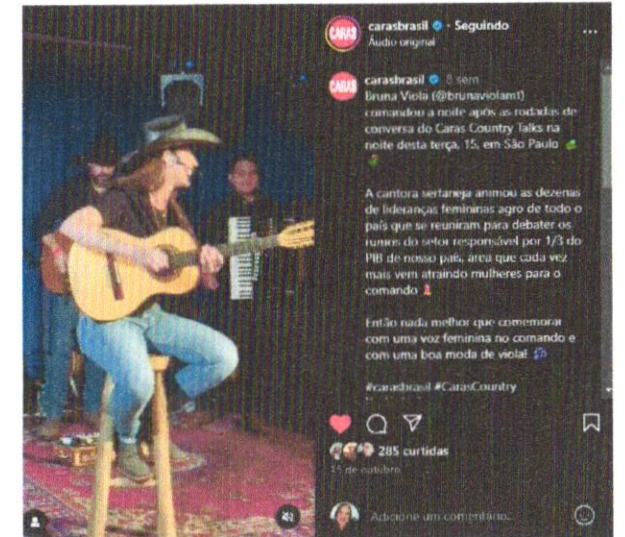 CARAS
carasbrasil • Seguindo
Áudio original
CARAS
carasbrasil 8 sem
Bruna Viola (@brunaviolamt)
comandou a noite após as rodadas de
conversa do Caras Country Talks na
noite desta terça, 15, em São Paulo
A cantora sertaneja animou as dezenas
de lideranças femininas agro de todo o
país que se reuniram para debater os
rumos do setor responsável por 1/3 do
PIB de nosso país, área que cada vez
mais vem atraindo mulheres para o
comando
Então nada melhor que comemorar
com uma voz feminina no comando e
com uma boa moda de viola!
#carasbrasil #CarasCountry
285 curtidas
15 de outubro
Adicione um comentário...